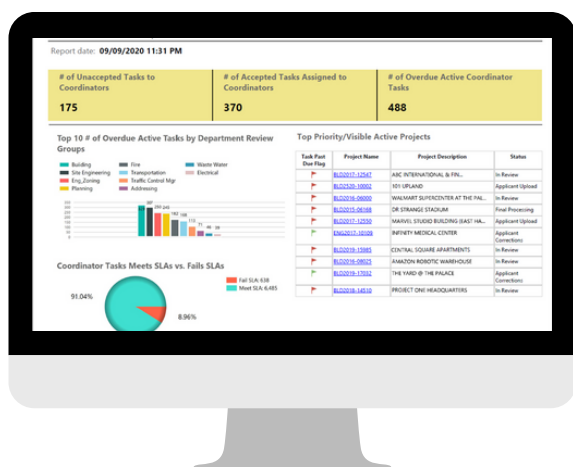 Report date: 09/09/2020 11:31 PM
# of Unaccepted Tasks to
Coordinators
175
# of Accepted Tasks Assigned to
Coordinators
370
# of Overdue Active Coordinator
Tasks
488
Top 10 # of Overdue Active Tasks by Department Review
Groups
Building
Fire
Waste Water
Site Engineering
Transportation
Electrical
Eng_Zoning
Traffic Control Mgr
Planning
Addressing
Coordinator Tasks Meets SLAs vs. Fails SLAs
Fail SLA: 638
Meet SLA: 6,485
91.04%
8.96%
Top Priority/Visible Active Projects
Task Past
Due Flag
Project Name
Project Description
Status
BLD2017-12547 ABC INTERNATIONAL & FIN... In Review
BLD2520-10002 101 UPLAND Applicant Upload
BLD2016-06000 WALMART SUPERCENTER AT THE PAL... In Review
BLD2015-06168 DR STRANGE STADIUM Final Processing
BLD2017-12550 MARVEL STUDIO BUILDING (EAST HA... Applicant Upload
ENG2017-10109 INFINITY MEDICAL CENTER Applicant
Corrections
BLD2019-15085 CENTRAL SQUARE APARTMENTS In Review
BLD2016-08025 AMAZON ROBOTIC WAREHOUSE In Review
BLD2019-17032 THE YARD @ THE PALACE Applicant
Corrections
BLD2018-14510 PROJECT ONE HEADQUARTERS In Review